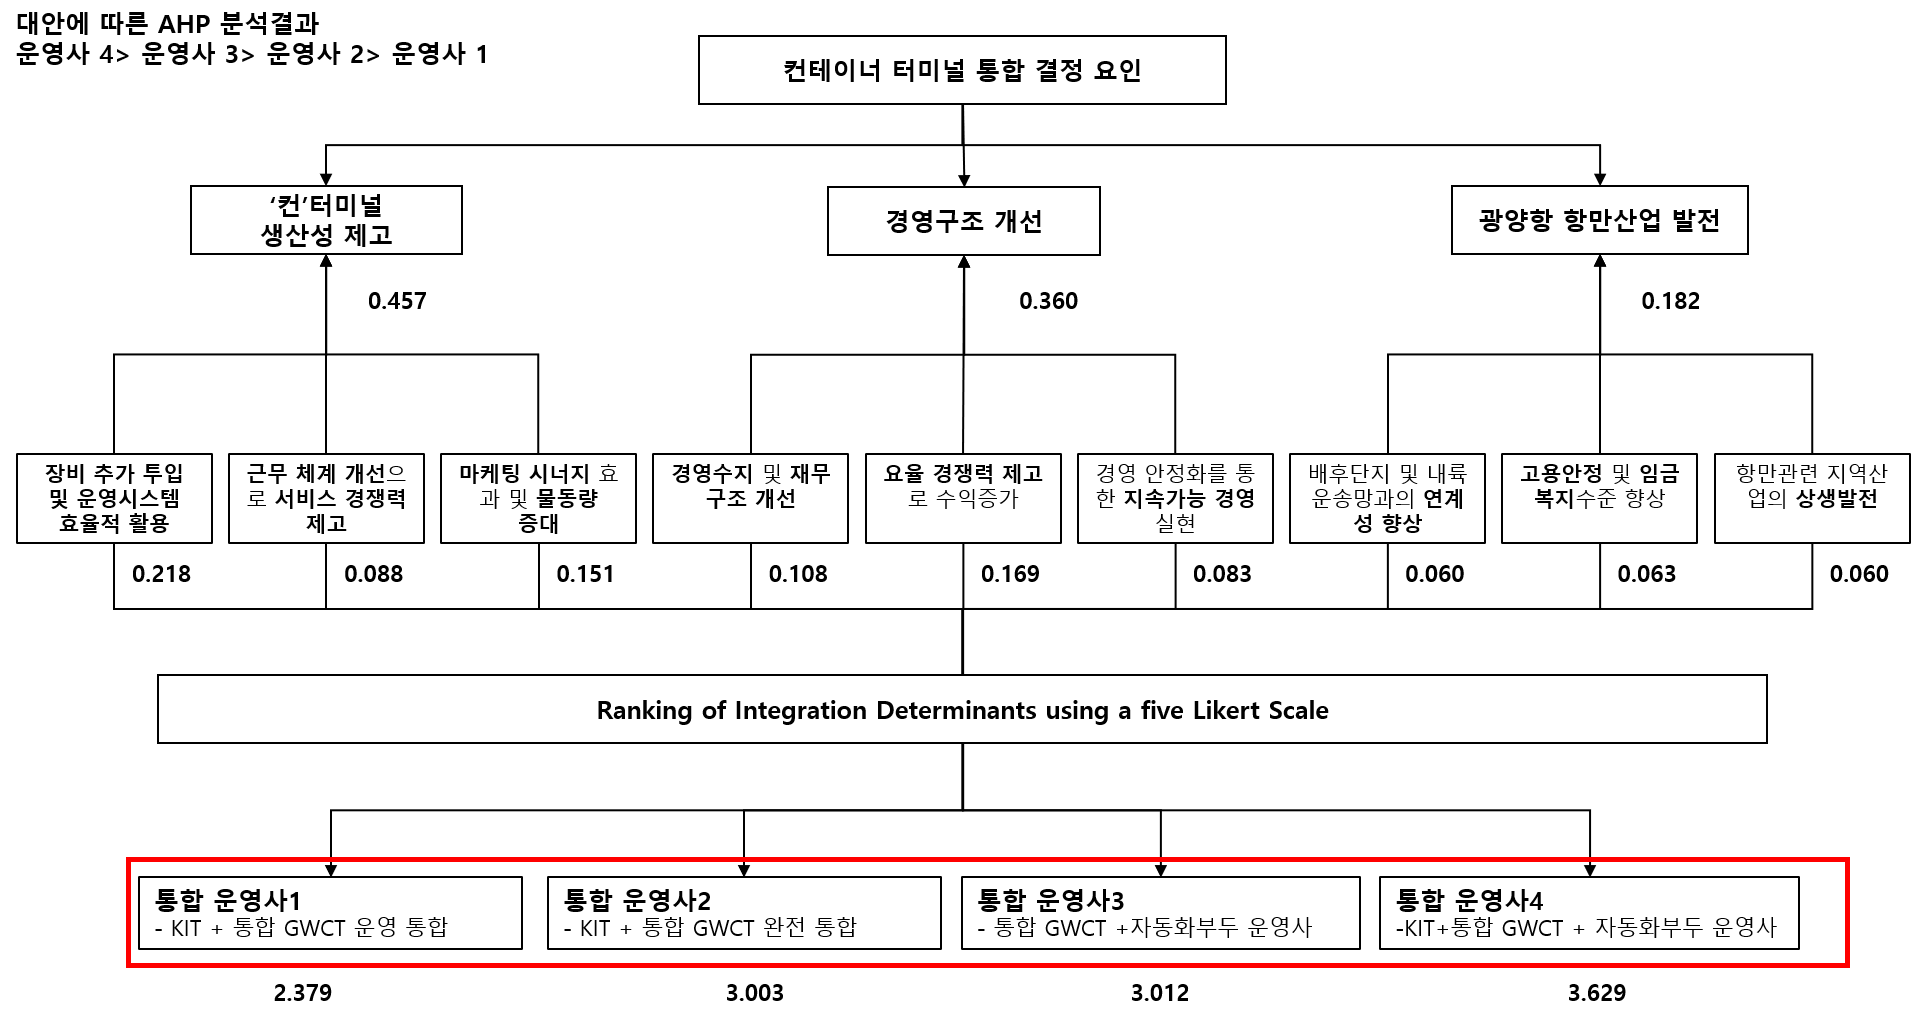 대안에 따른 AHP 분석결과
운영사 4> 운영사 3> 운영사 2> 운영사 1
컨테이너 터미널 통합 결정 요인
‘컨’터미널
생산성 제고
경영구조 개선
광양항 항만산업 발전
0.457
0.360
0.182
장비 추가 투입
및 운영시스템
효율적 활용
근무 체계 개선으
로 서비스 경쟁력
제고
마케팅 시너지 효
과 및 물동량
증대
경영수지 및 재무
구조 개선
요율 경쟁력 제고
로 수익증가
경영 안정화를 통
한 지속가능 경영
실현
배후단지 및 내륙
운송망과의 연계
성 향상
고용안정 및 임금
복지수준 향상
항만관련 지역산
업의 상생발전
0.218
0.088
0.151
0.108
0.169
0.083
0.060
0.063
0.060
Ranking of Integration Determinants using a five Likert Scale
통합 운영사1
- KIT + 통합 GWCT 운영 통합
통합 운영사2
- KIT + 통합 GWCT 완전 통합
통합 운영사3
- 통합 GWCT +자동화부두 운영사
통합 운영사4
-KIT+통합 GWCT + 자동화부두 운영사
2.379
3.003
3.012
3.629